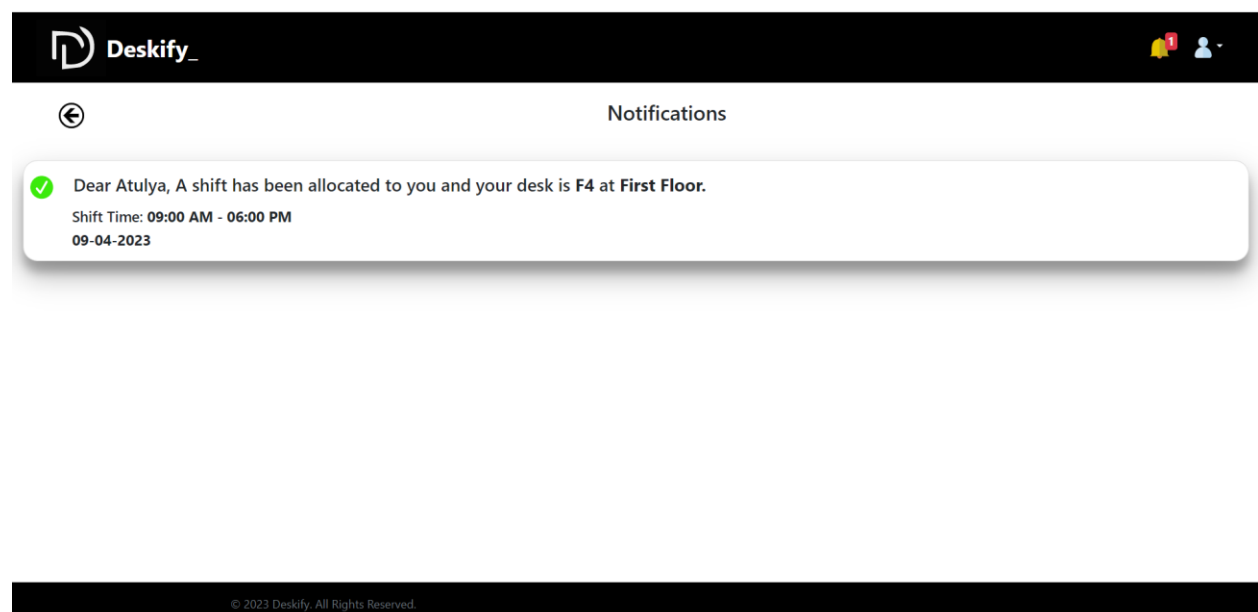 Deskify_
1
Notifications
Dear Atulya, A shift has been allocated to you and your desk is F4 at First Floor.
Shift Time: 09:00 AM - 06:00 PM
09-04-2023
© 2023 Deskify. All Rights Reserved.